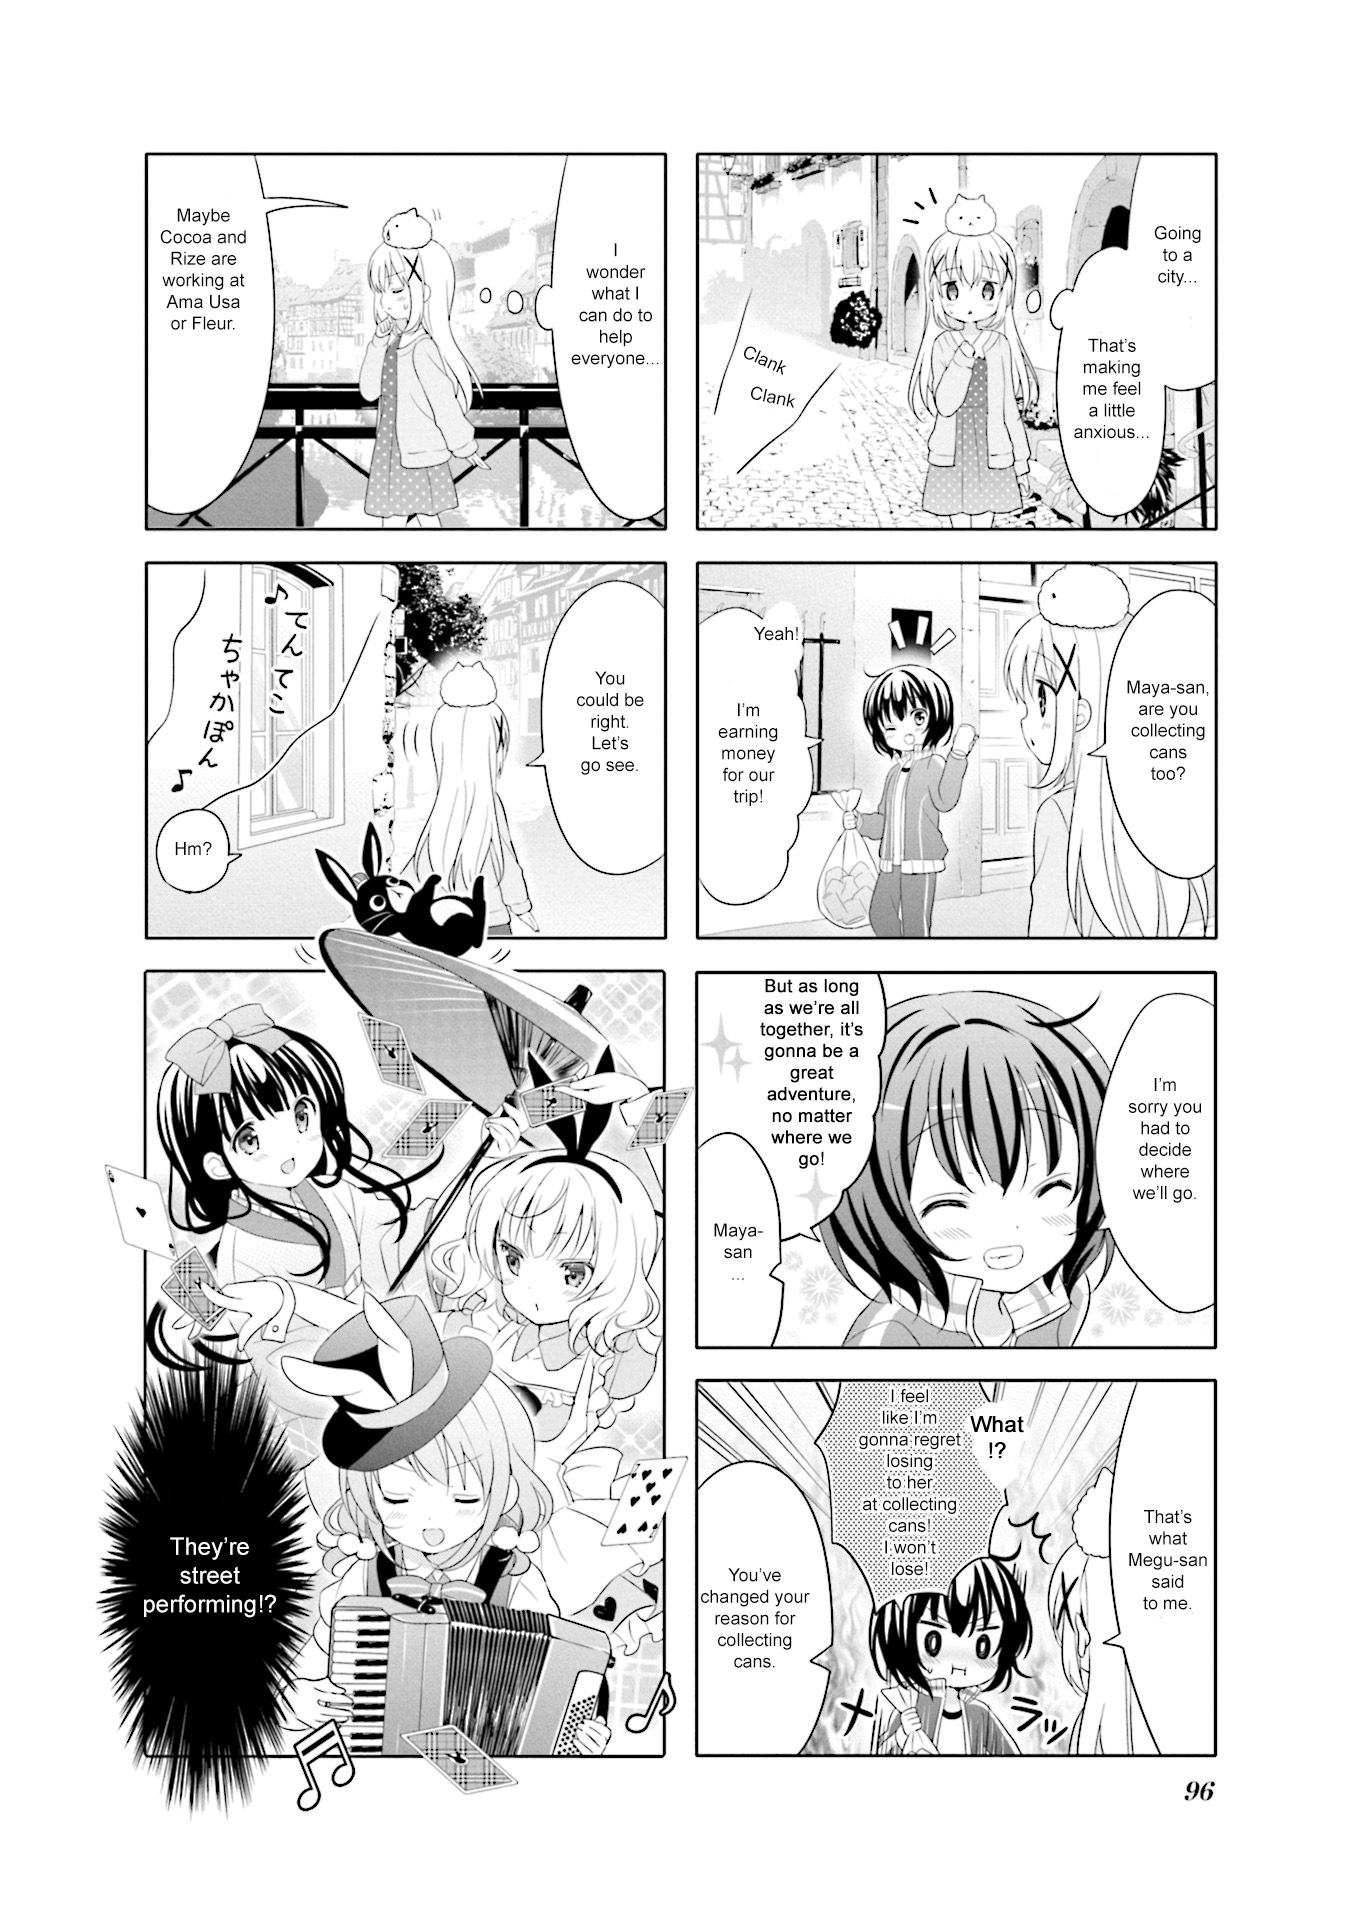 Going
to a
city...
That's
making
me feel
a little
anxious...
Clank
Clank
Maya-san,
are you
collecting
cans
too?
Yeah!
I'm
earning
money
for our
trip!
I'm
sorry you
had to
decide
where
we'll go.
But as long
as we're all
together, it's
gonna be a
great
adventure,
no matter
where we
go!
Maya-
san
...
That's
what
Megu-san
said
to me.
What
!?
I feel
like I'm
gonna regret
losing
to her
at collecting
cans!
I won't
lose!
メラッ
You've
changed your
reason for
collecting
cans.
I
wonder
what I
can do to
help
everyone...
Maybe
Cocoa and
Rize are
working at
Ama Usa
or Fleur.
You
could be
right.
Let's
go see.
♪てんてこ
ちゃかぽん♪
Hm?
They're
street
performing!?
96